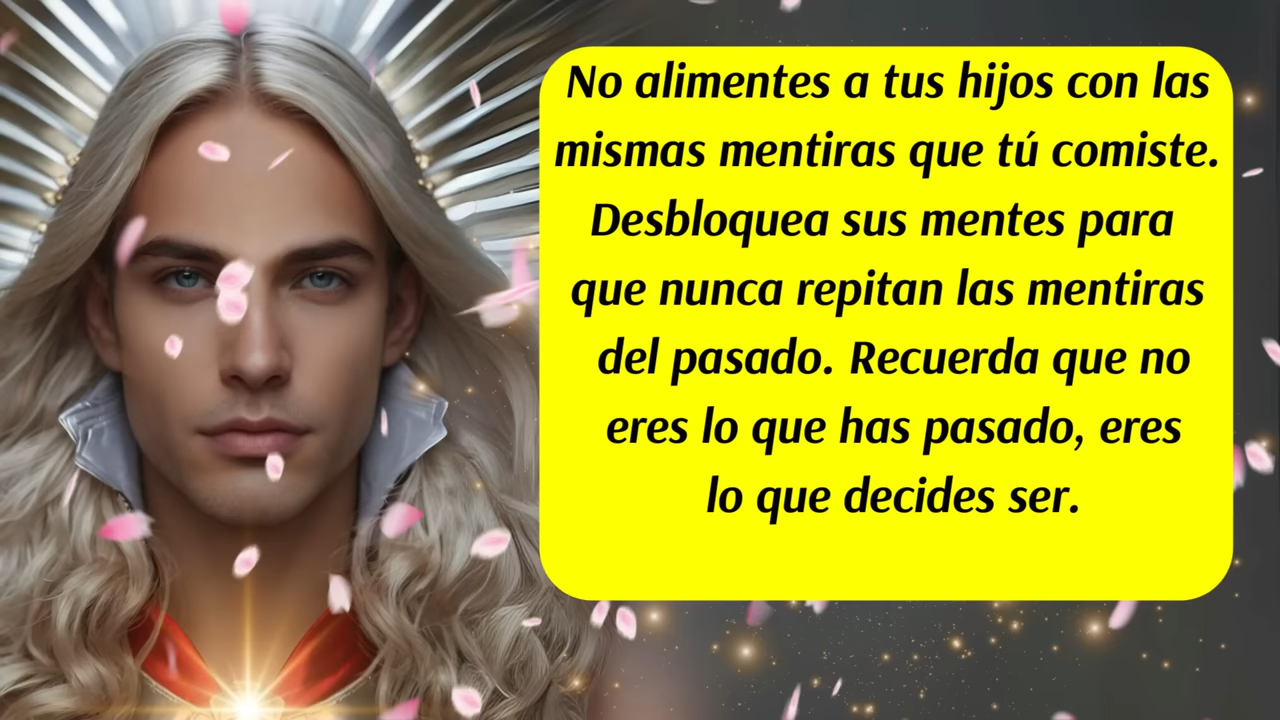 No alimentes a tus hijos con las
mismas mentiras que tú comiste.
Desbloquea sus mentes para
que nunca repitan las mentiras
del pasado. Recuerda que no
eres lo que has pasado, eres
lo que decides ser.